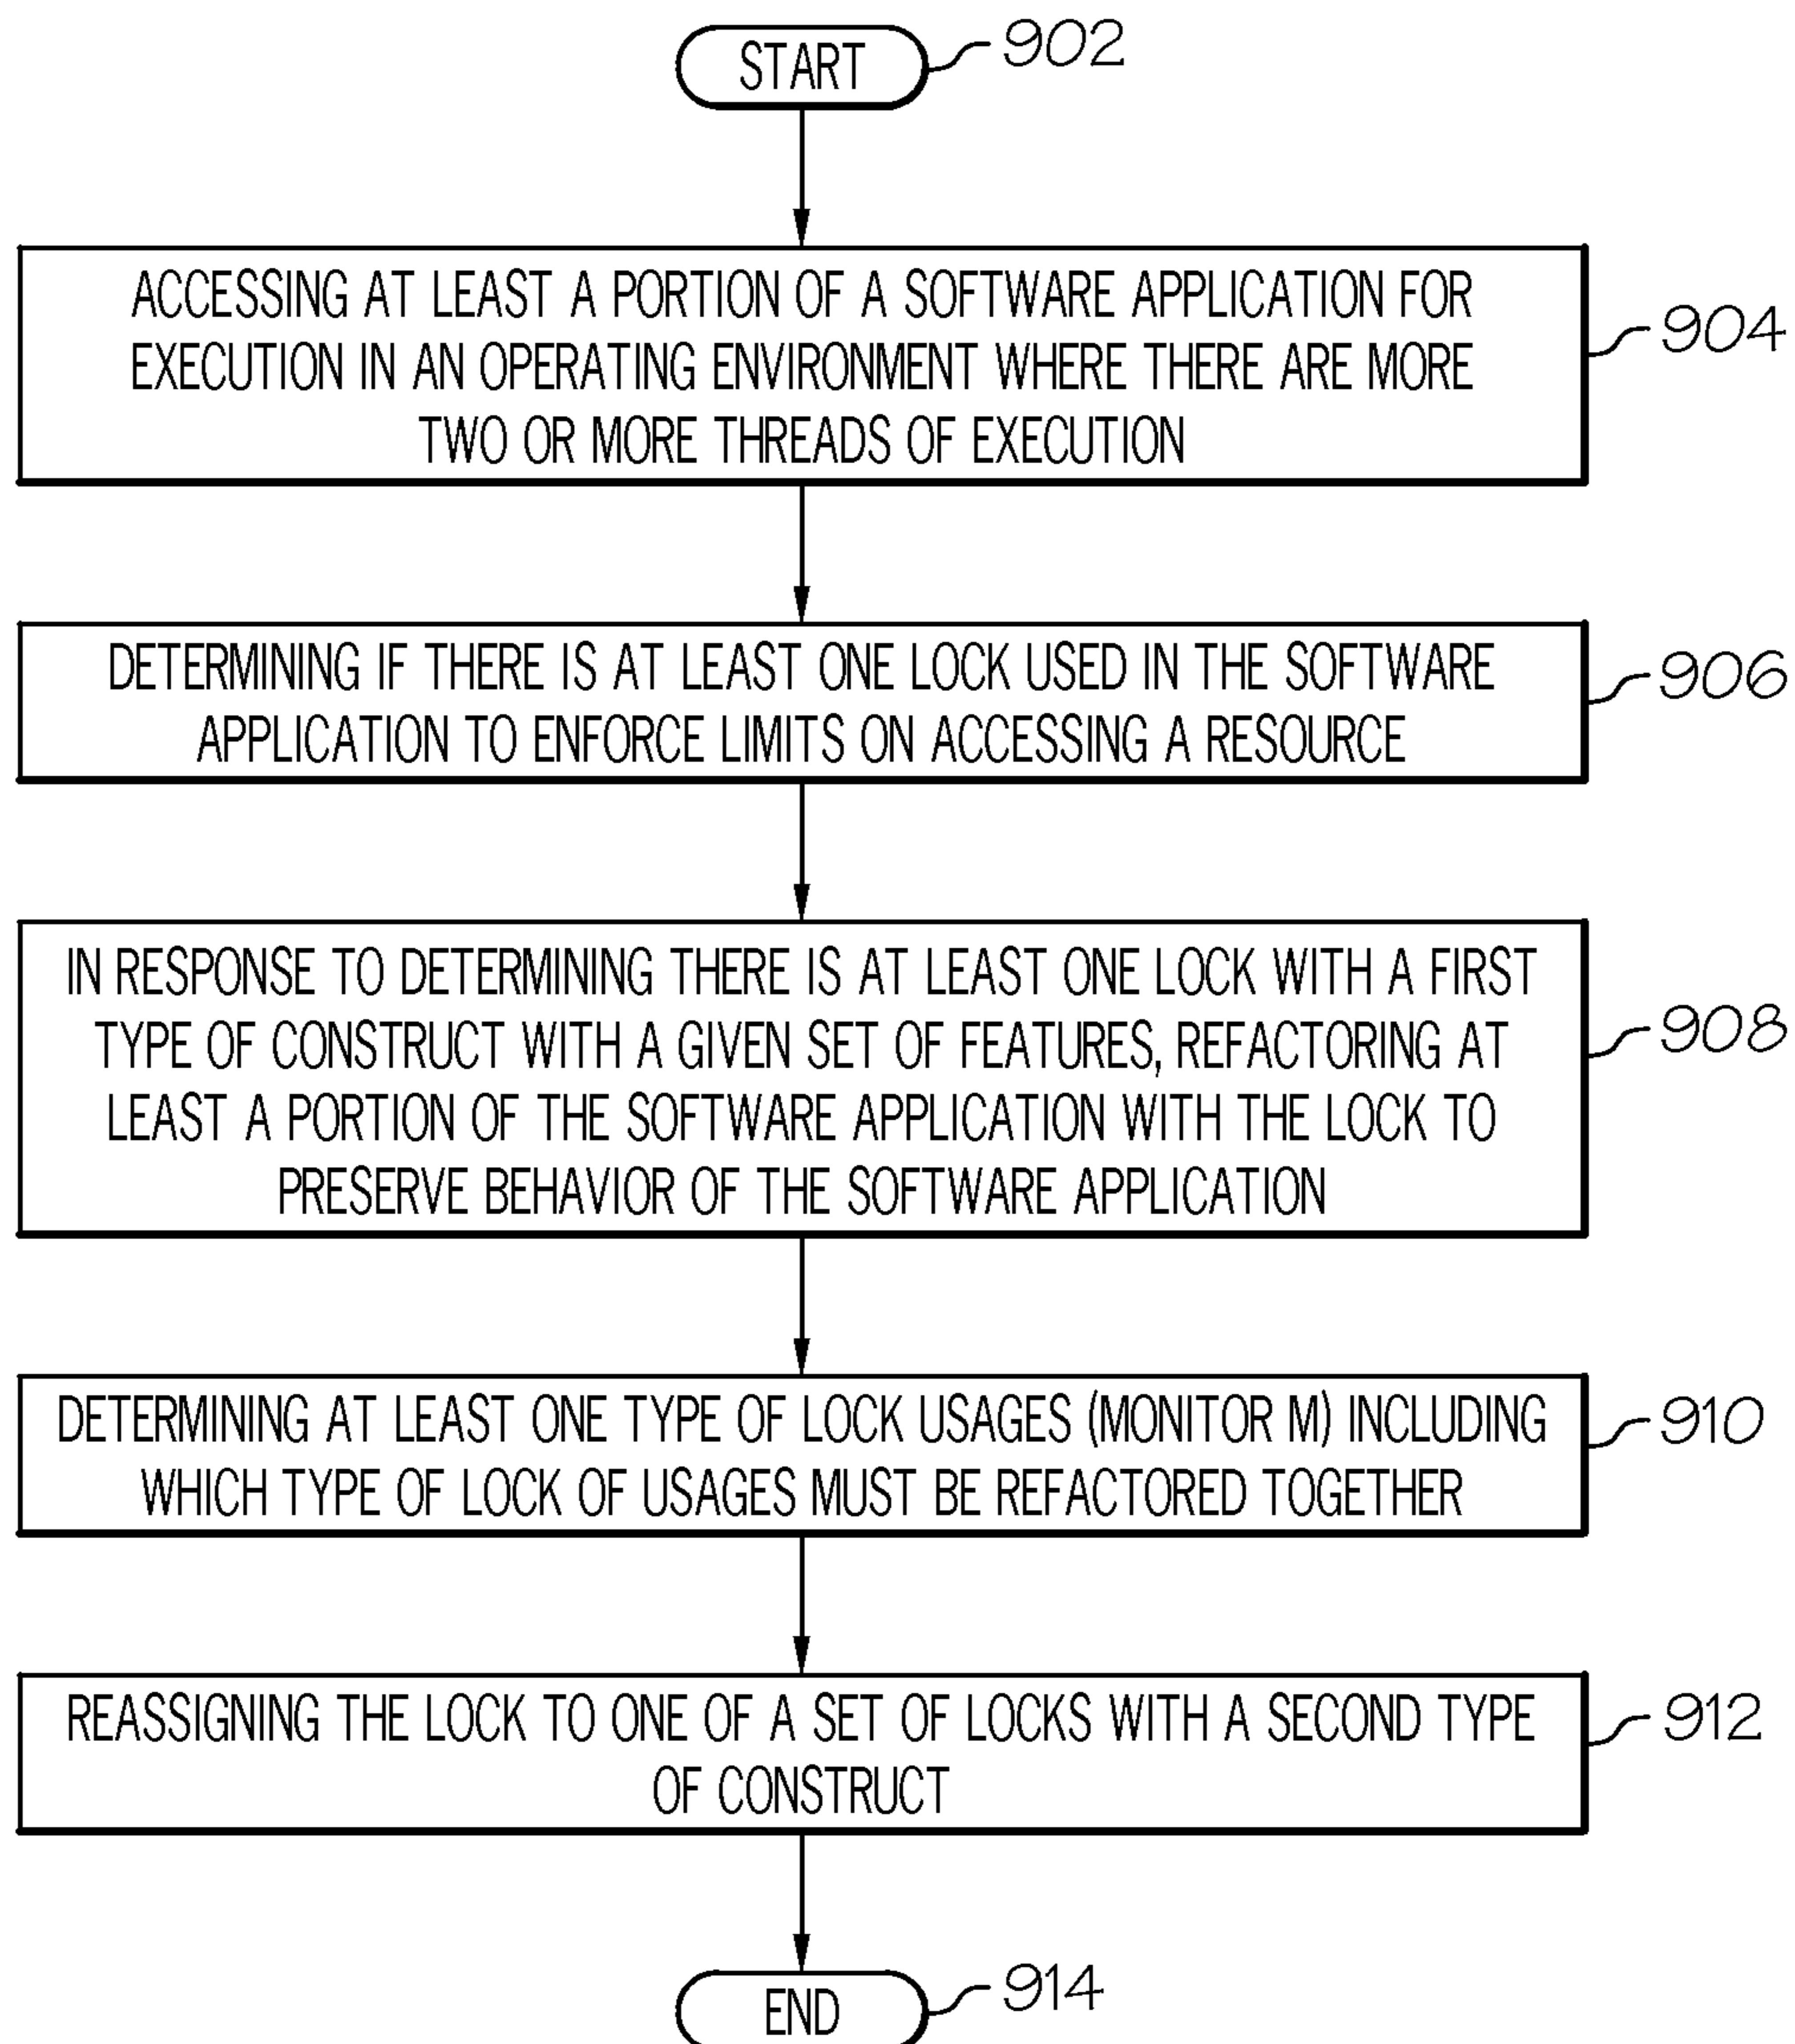 START
902
ACCESSING AT LEAST A PORTION OF A SOFTWARE APPLICATION FOR
EXECUTION IN AN OPERATING ENVIRONMENT WHERE THERE ARE MORE
TWO OR MORE THREADS OF EXECUTION
904
DETERMINING IF THERE IS AT LEAST ONE LOCK USED IN THE SOFTWARE
APPLICATION TO ENFORCE LIMITS ON ACCESSING A RESOURCE
906
IN RESPONSE TO DETERMINING THERE IS AT LEAST ONE LOCK WITH A FIRST
TYPE OF CONSTRUCT WITH A GIVEN SET OF FEATURES, REFACTORING AT
LEAST A PORTION OF THE SOFTWARE APPLICATION WITH THE LOCK TO
PRESERVE BEHAVIOR OF THE SOFTWARE APPLICATION
908
DETERMINING AT LEAST ONE TYPE OF LOCK USAGES (MONITOR M) INCLUDING
WHICH TYPE OF LOCK OF USAGES MUST BE REFACTORED TOGETHER
910
REASSIGNING THE LOCK TO ONE OF A SET OF LOCKS WITH A SECOND TYPE
OF CONSTRUCT
912
END
914